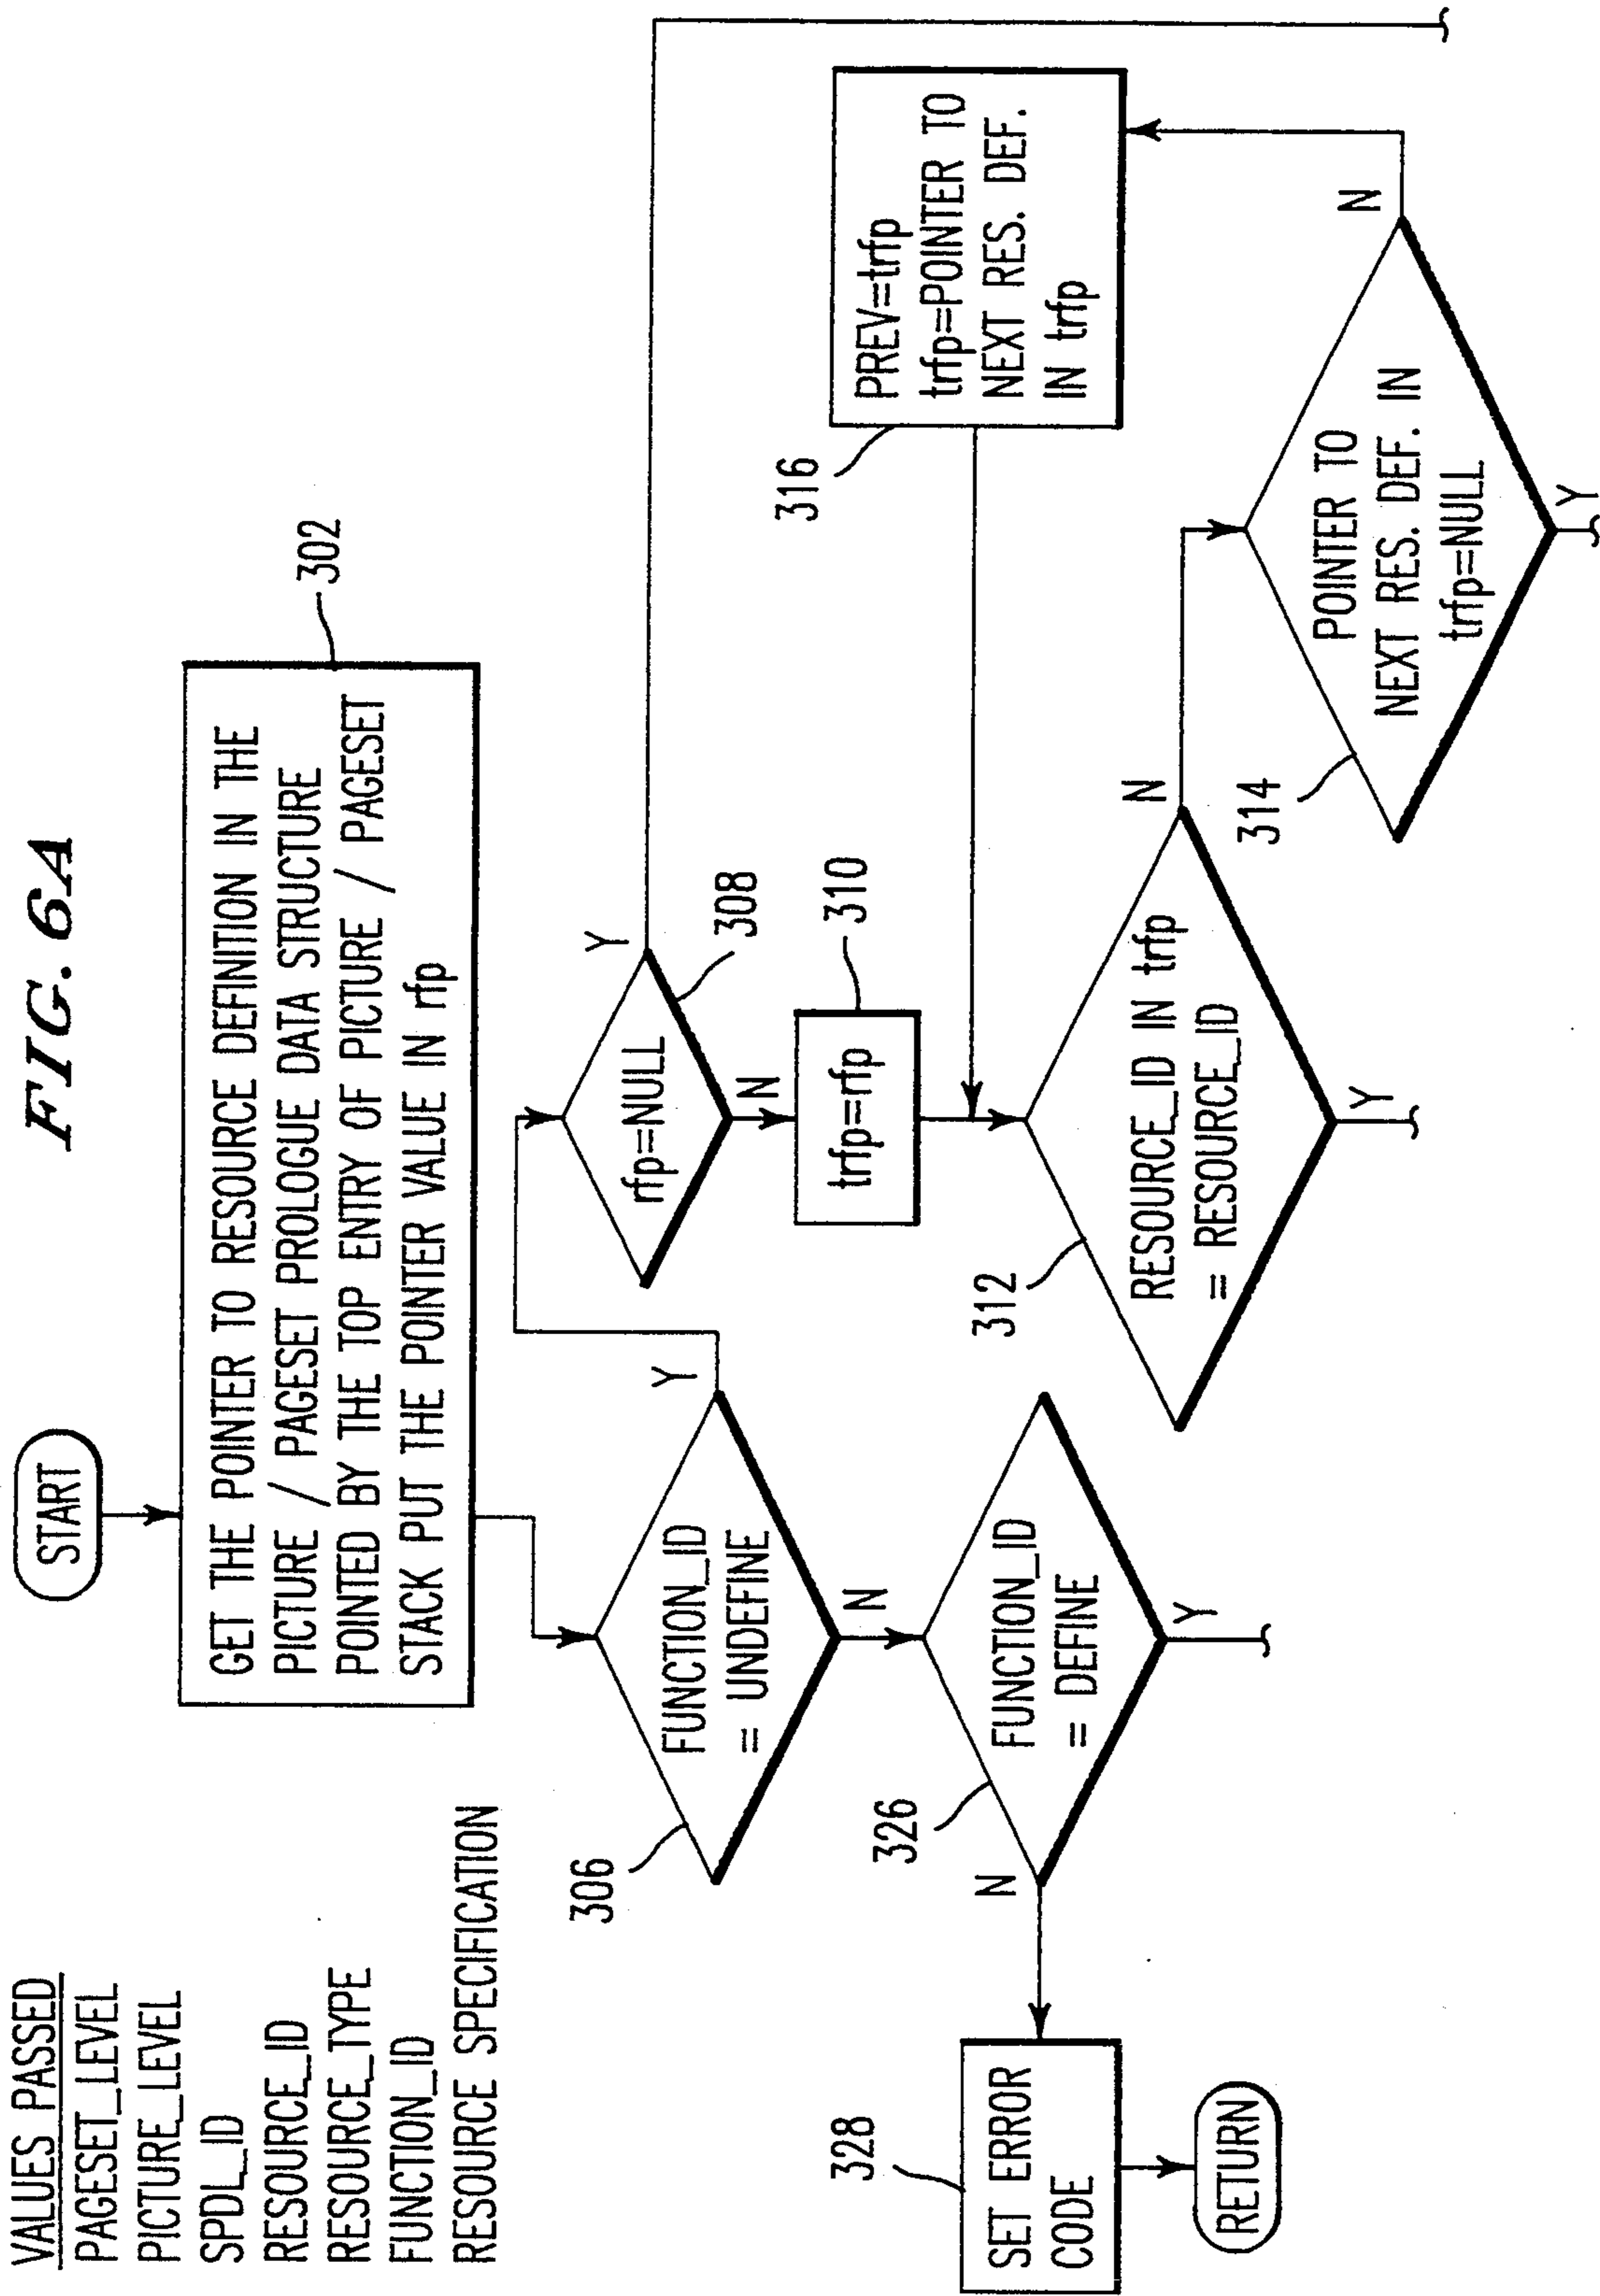 FIG. 6A
VALUES PASSED
PAGESET_LEVEL
PICTURE_LEVEL
SPDL_ID
RESOURCE_ID
RESOURCE_TYPE
FUNCTION_ID
RESOURCE SPECIFICATION
START
GET THE POINTER TO RESOURCE DEFINITION IN THE
PICTURE / PAGESET PROLOGUE DATA STRUCTURE
POINTED BY THE TOP ENTRY OF PICTURE / PAGESET
STACK PUT THE POINTER VALUE IN rfp
302
306
FUNCTION_ID
= UNDEFINE
Y
N
rfp=NULL
Y
308
N
trfp=rfp
310
326
FUNCTION_ID
= DEFINE
N
Y
328
SET ERROR
CODE
RETURN
312
RESOURCE_ID IN trfp
= RESOURCE_ID
N
Y
314
POINTER TO
NEXT RES. DEF. IN
trfp=NULL
N
Y
316
PREV=trfp
trfp=POINTER TO
NEXT RES. DEF.
IN trfp